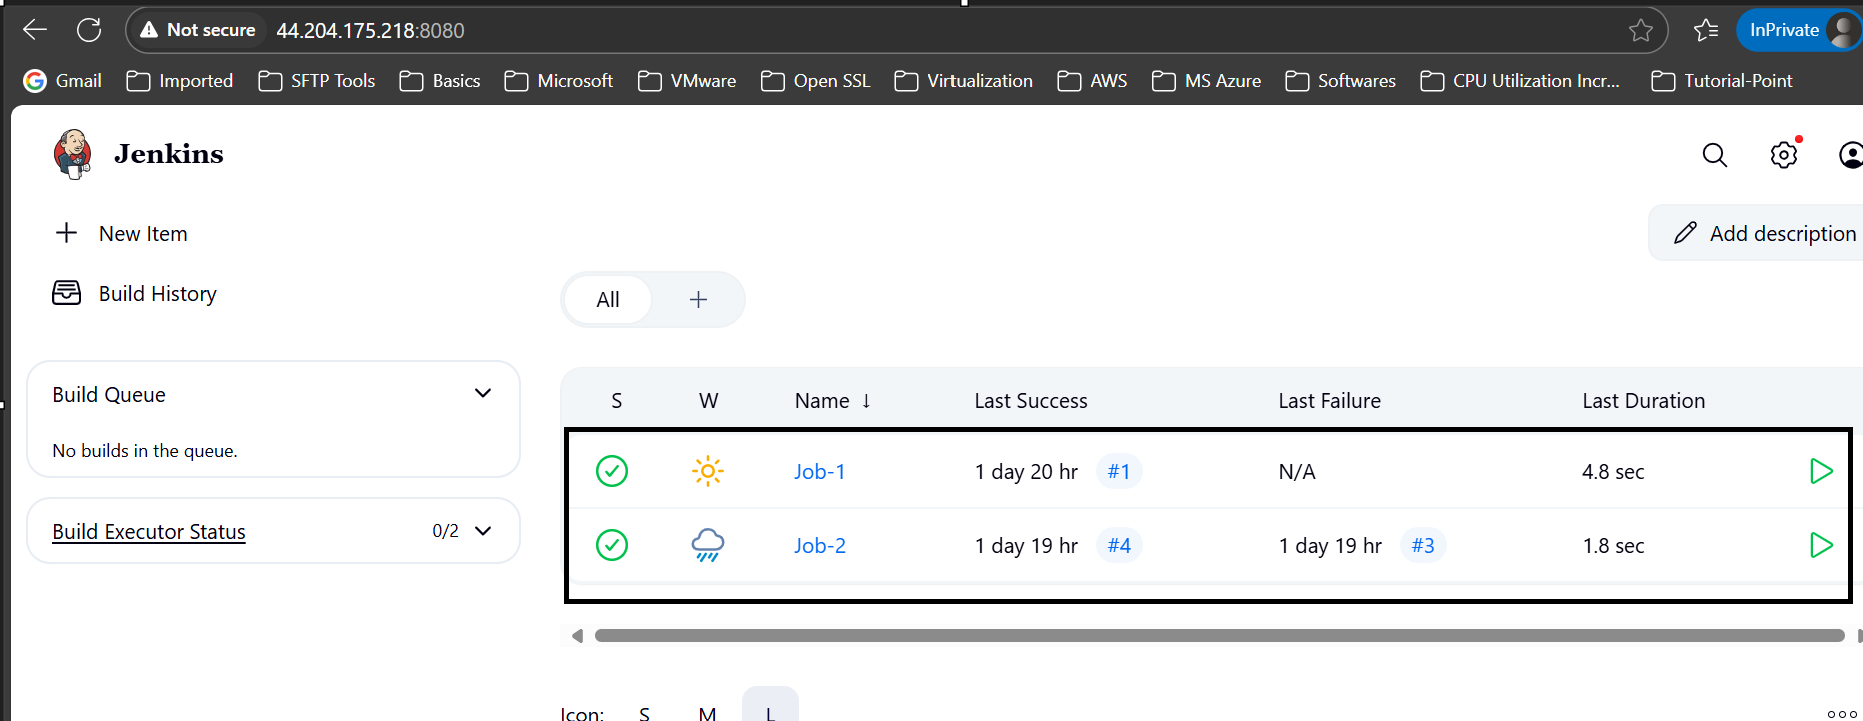 Not secure 44.204.175.218:8080 InPrivate
Gmail Imported SFTP Tools Basics Microsoft VMware Open SSL Virtualization AWS MS Azure Softwares CPU Utilization Incr... Tutorial-Point
Jenkins
New Item
Add description
Build History
All +
Build Queue
No builds in the queue.
Build Executor Status 0/2
S W Name ↓ Last Success Last Failure Last Duration
Job-1 1 day 20 hr #1 N/A 4.8 sec
Job-2 1 day 19 hr #4 1 day 19 hr #3 1.8 sec
Icon: S M L